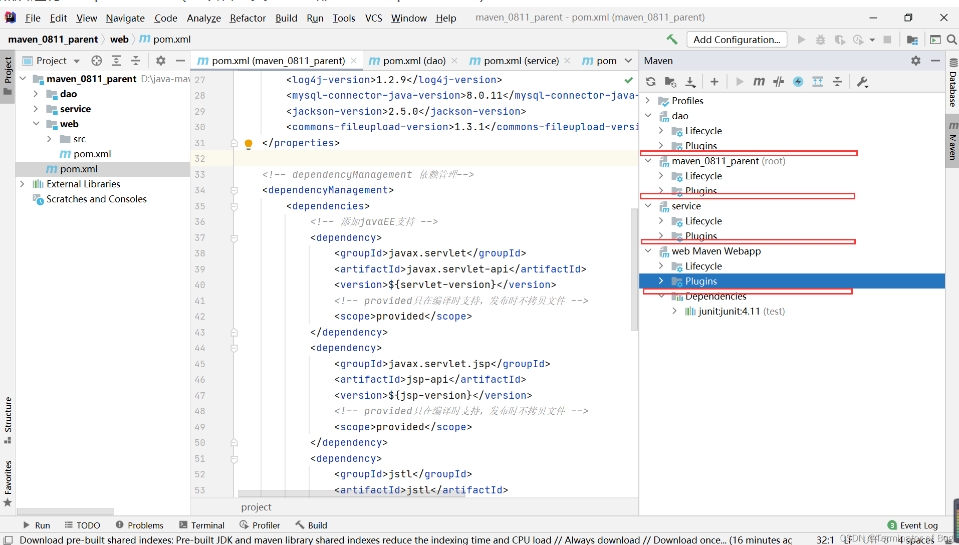 File Edit View Navigate Code Analyze Refactor Build Run Tools VCS Window Help maven_0811_parent - pom.xml (maven_0811_parent)
maven_0811_parent web pom.xml
Add Configuration...
Project
pom.xml (maven_0811_parent)
pom.xml (dao)
pom.xml (service)
pom
Maven
Project
Structure
Favorites
maven_0811_parent
dao
service
web
src
pom.xml
pom.xml
External Libraries
Scratches and Consoles
27 <log4j-version>1.2.9</log4j-version>
28 <mysql-connector-java-version>8.0.11</mysql-connector-java-
29 <jackson-version>2.5.0</jackson-version>
30 <commons-fileupload-version>1.3.1</commons-fileupload-versi
31 </properties>
32
33 <!-- dependencyManagement 依赖管理-->
34 <dependencyManagement>
35 <dependencies>
36 <!-- 添加javaEE支持 -->
37 <dependency>
38 <groupId>javax.servlet</groupId>
39 <artifactId>javax.servlet-api</artifactId>
40 <version>${servlet-version}</version>
41 <!-- provided只在编译时支持，发布时不拷贝文件 -->
42 <scope>provided</scope>
43 </dependency>
44 <dependency>
45 <groupId>javax.servlet.jsp</groupId>
46 <artifactId>jsp-api</artifactId>
47 <version>${jsp-version}</version>
48 <!-- provided只在编译时支持，发布时不拷贝文件 -->
49 <scope>provided</scope>
50 </dependency>
51 <dependency>
52 <groupId>jstl</groupId>
53 <artifactId>jstl</artifactId>
project
Profiles
dao
Lifecycle
Plugins
maven_0811_parent (root)
Lifecycle
Plugins
service
Lifecycle
Plugins
web Maven Webapp
Lifecycle
Plugins
Dependencies
junit:junit:4.11 (test)
Database
Maven
Run TODO Problems Terminal Profiler Build
3 Event Log
Download pre-built shared indexes: Pre-built JDK and maven library shared indexes reduce the indexing time and CPU load // Always download // Download once... (16 minutes ag
32:1
4 spaces